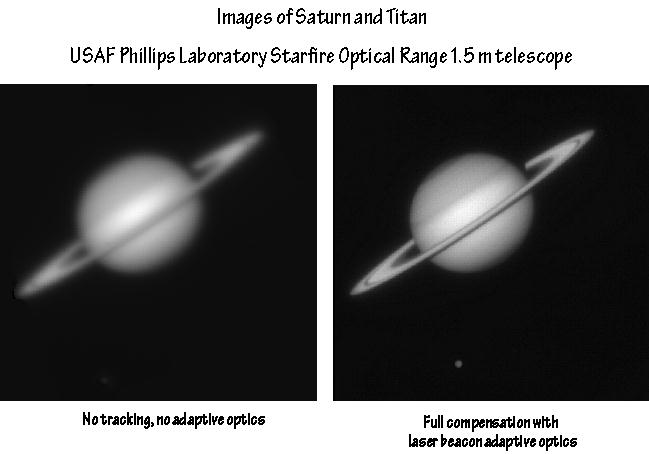 Images of Saturn and Titan
USAF Phillips Laboratory Starfire Optical Range 1.5 m telescope
No tracking, no adaptive optics
Full compensation with
laser beacon adaptive optics